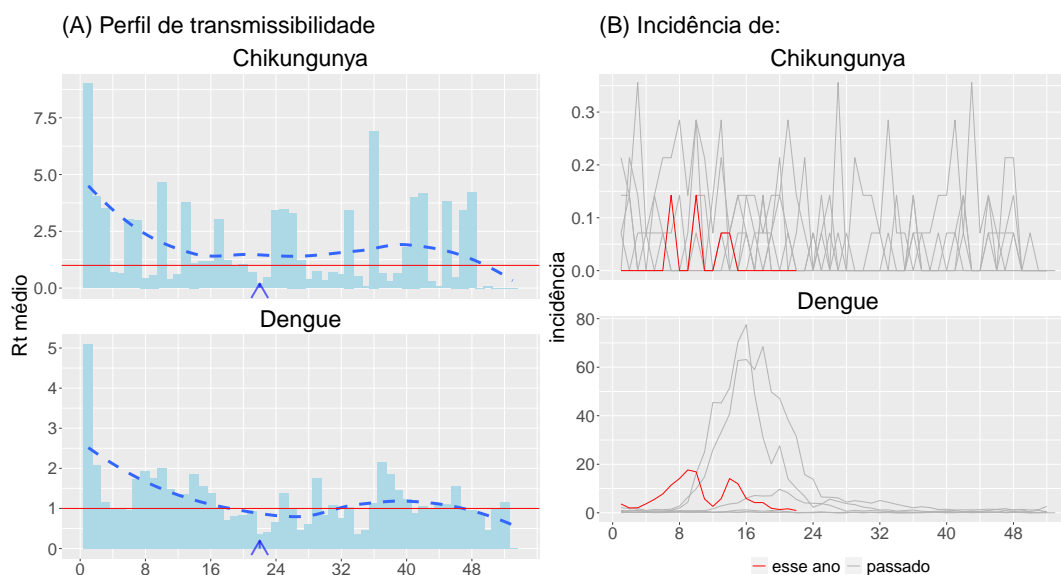 (A) Perfil de transmissibilidade
Chikungunya
7.5
5.0
2.5
0.0
Dengue
5
4
3
2
1
0
0 8 16 24 32 40 48
Rt médio
(B) Incidência de:
Chikungunya
0.3
0.2
0.1
0.0
Dengue
80
60
40
20
0
0 8 16 24 32 40 48
incidência
esse ano passado